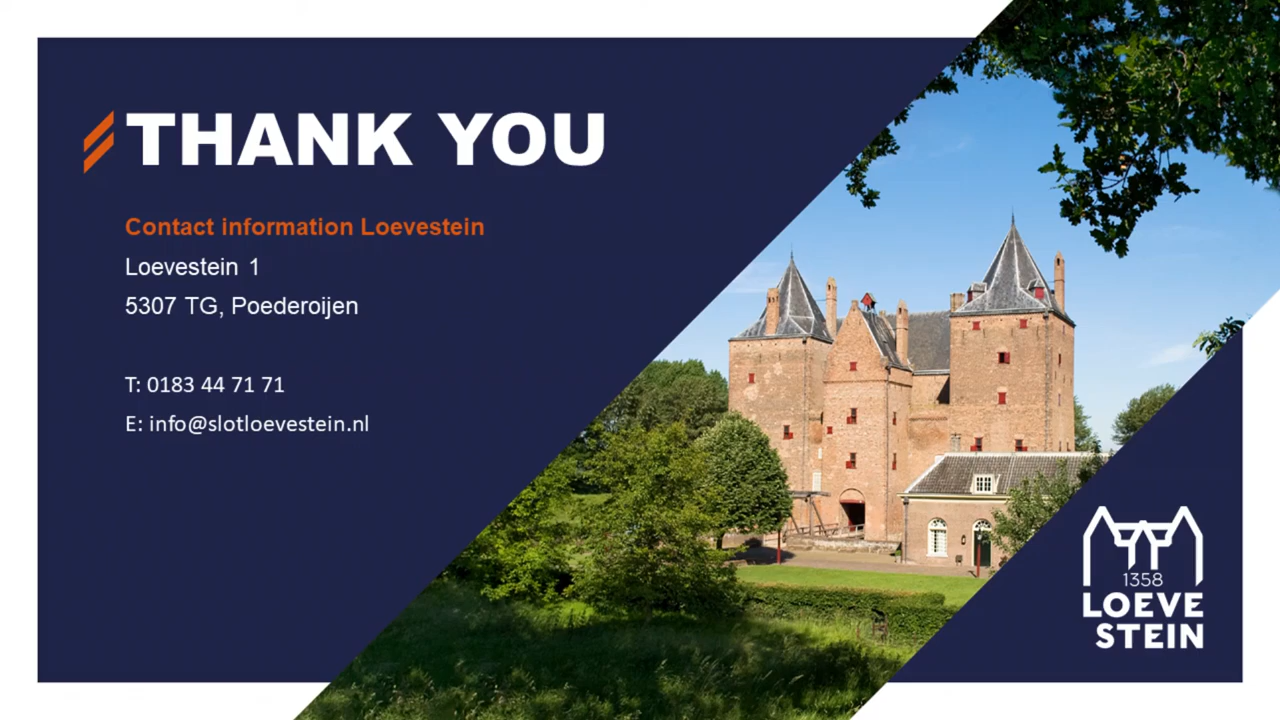 THANK YOU
Contact information Loevestein
Loevestein 1
5307 TG, Poederoijen
T: 0183 44 71 71
E: info@slotloevestein.nl
1358
LOEVE
STEIN